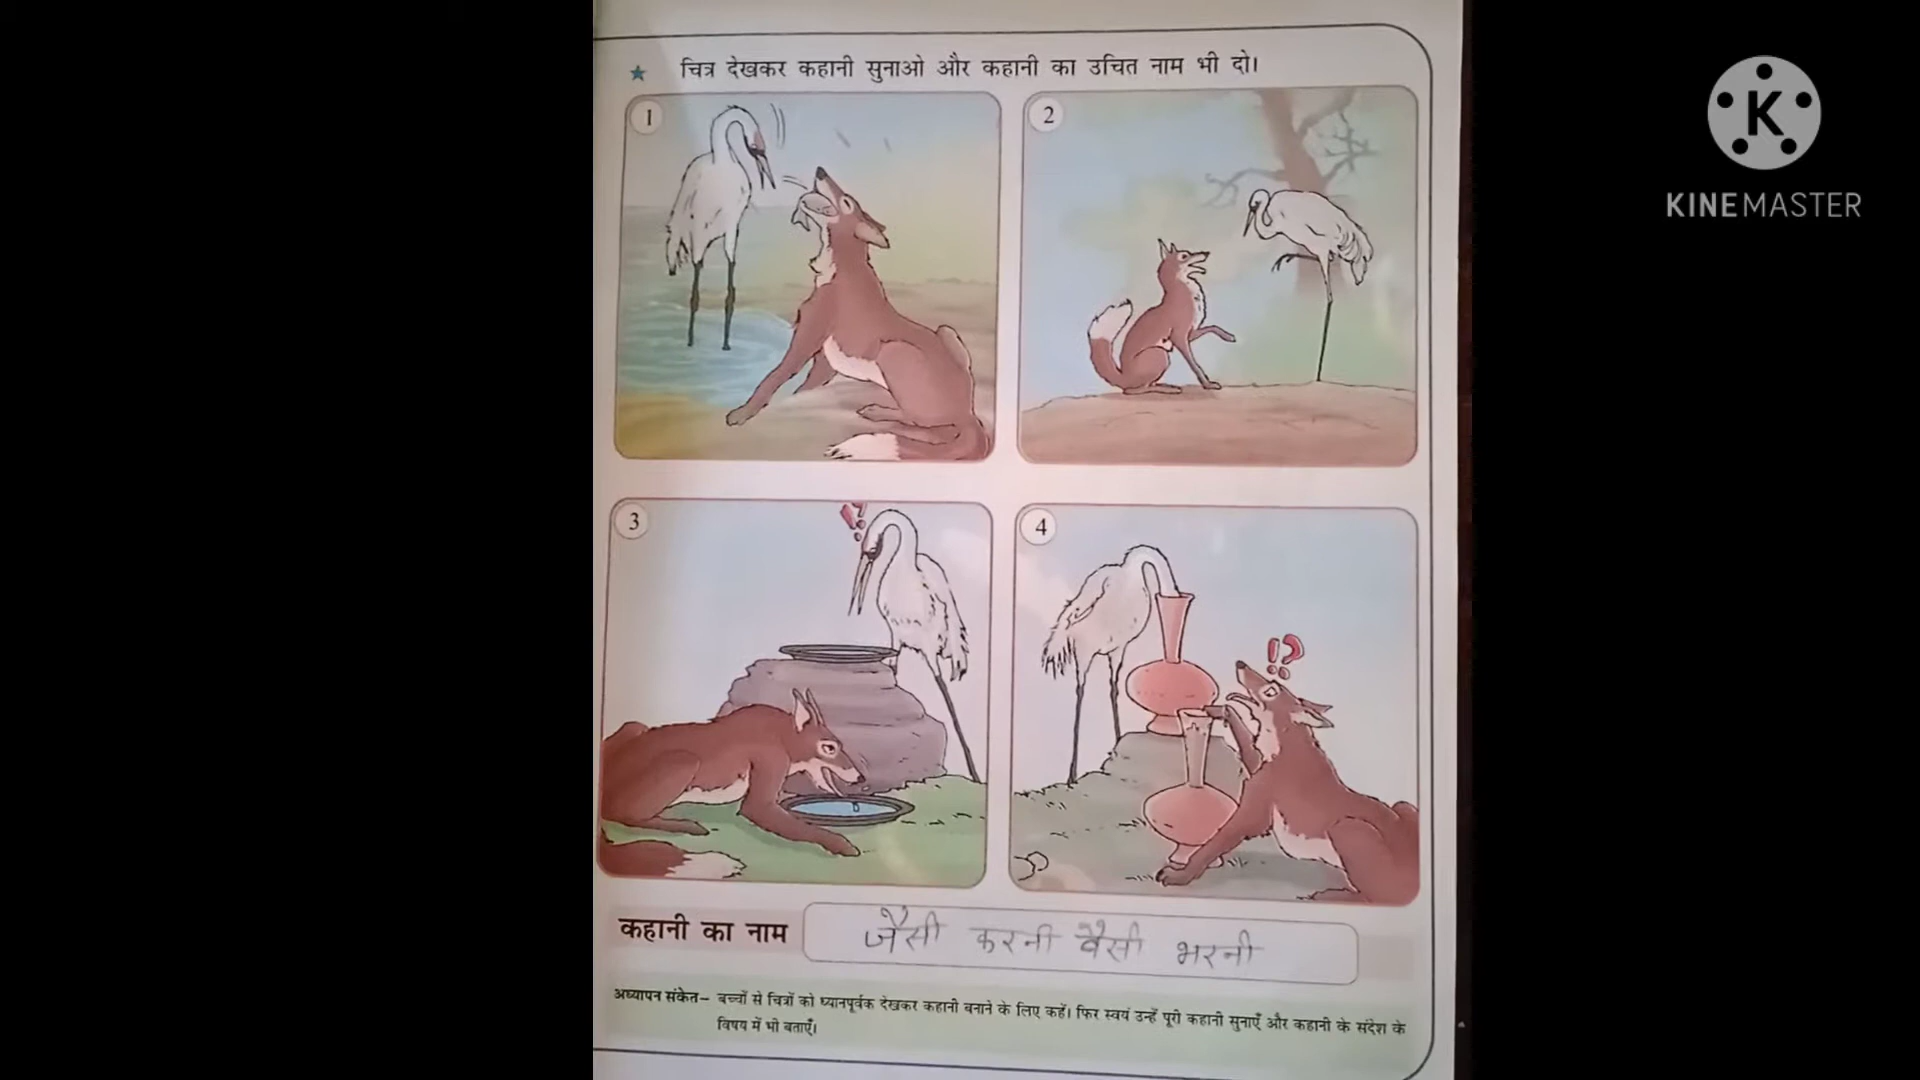 चित्र देखकर कहानी सुनाओ और कहानी का उचित नाम भी दो।
1
2
K
KINEMASTER
3
!?
4
!?
कहानी का नाम
जैसी करनी वैसी भरनी
अध्यापन संकेत– बच्चों से चित्रों को ध्यानपूर्वक देखकर कहानी बनाने के लिए कहें। फिर स्वयं उन्हें पूरी कहानी सुनाएँ और कहानी के संदेश के
विषय में भी बताएँ।